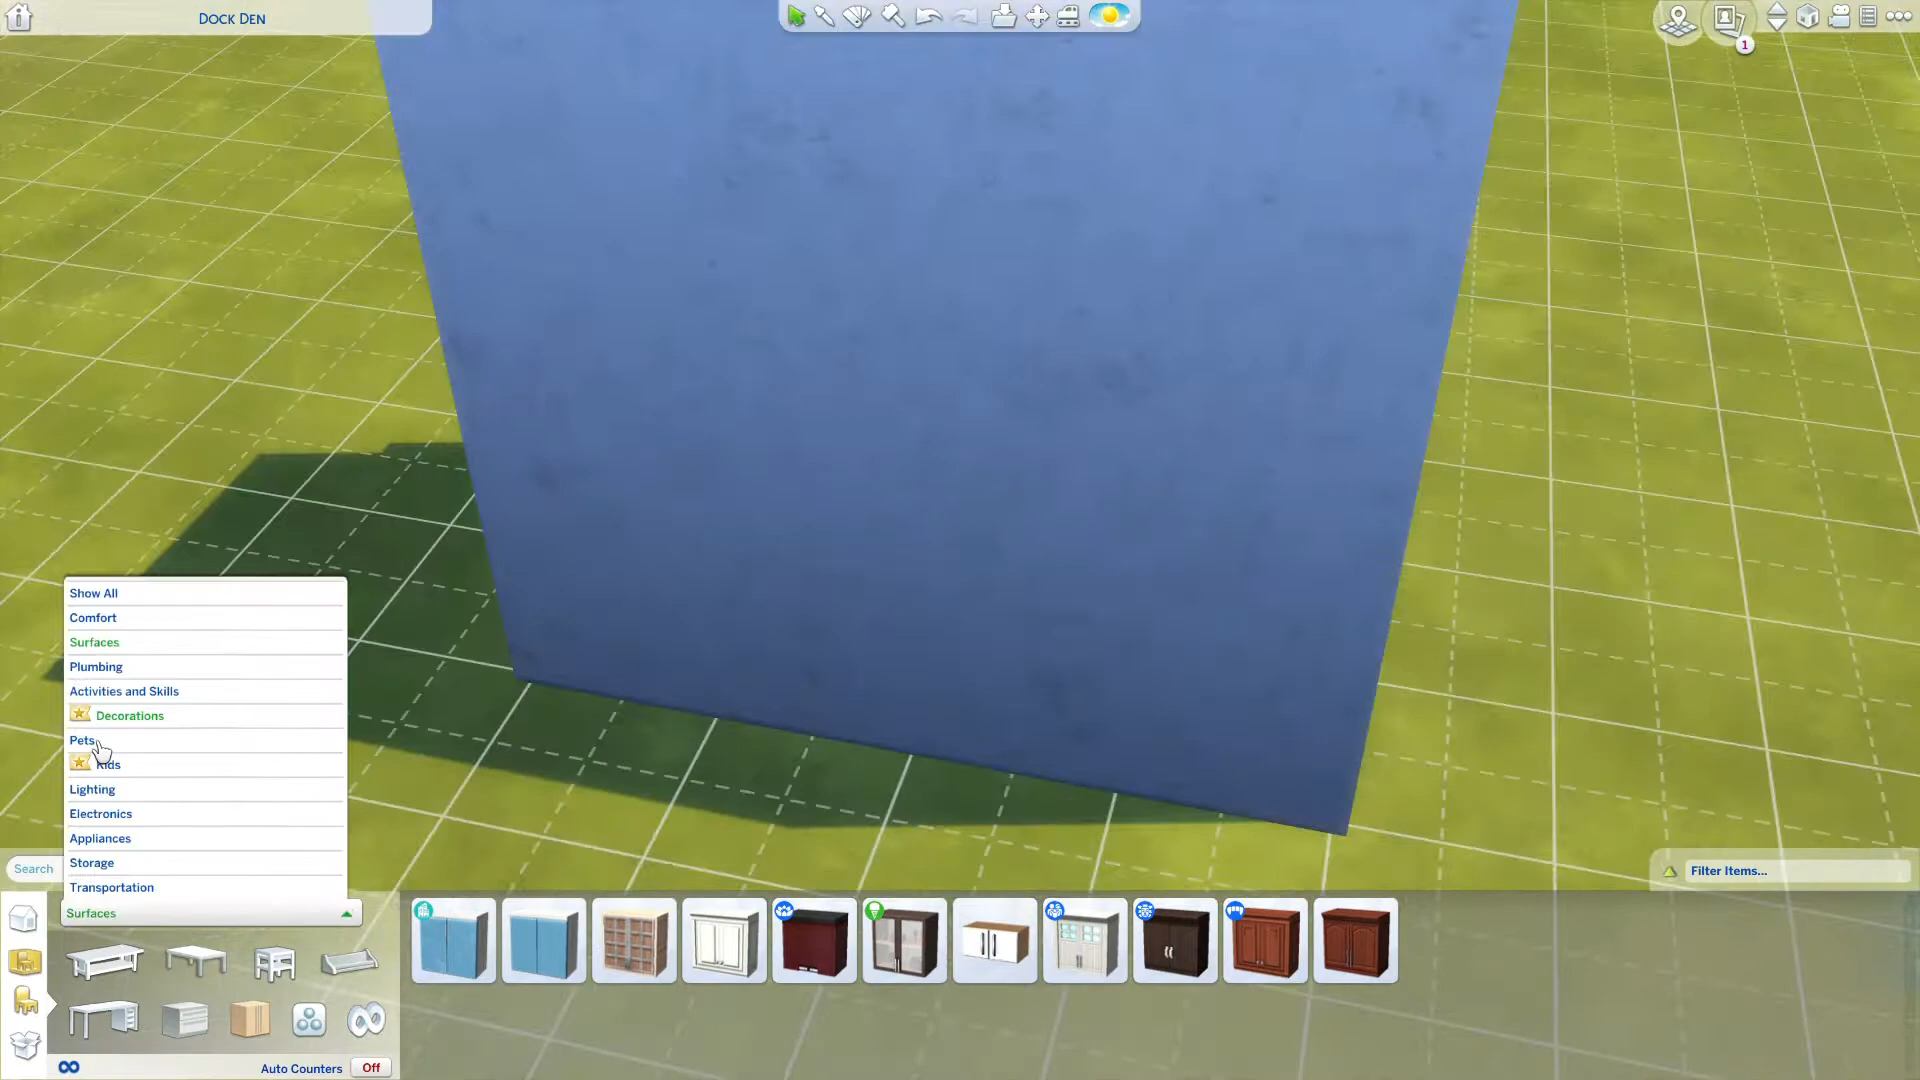 DOCK DEN
1
Show All
Comfort
Surfaces
Plumbing
Activities and Skills
Decorations
Pets
Kids
Lighting
Electronics
Appliances
Storage
Transportation
Search
Surfaces
Filter Items...
Auto Counters Off